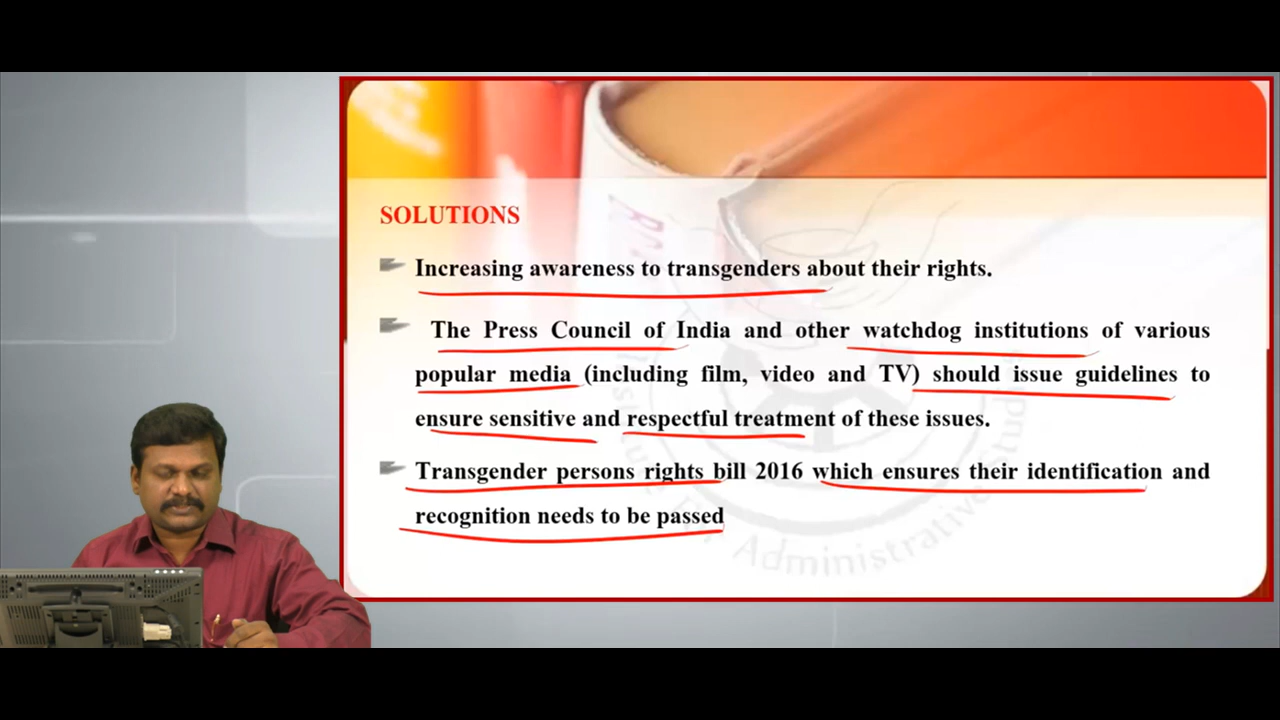 SOLUTIONS
Increasing awareness to transgenders about their rights.
The Press Council of India and other watchdog institutions of various
popular media (including film, video and TV) should issue guidelines to
ensure sensitive and respectful treatment of these issues.
Transgender persons rights bill 2016 which ensures their identification and
recognition needs to be passed
Administrative Studies